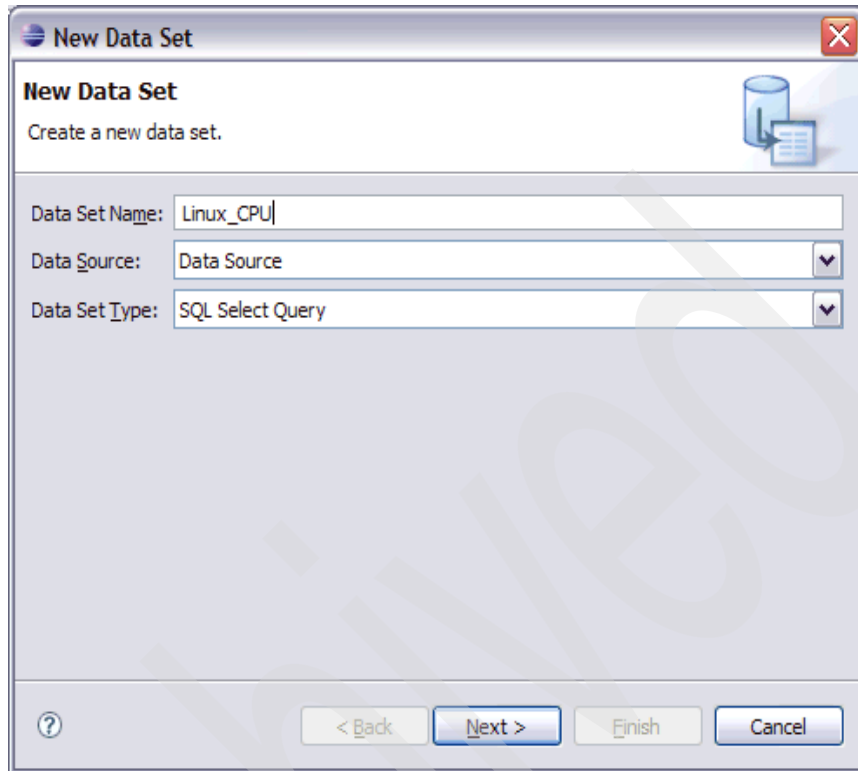 New Data Set
New Data Set
Create a new data set.
Data Set Name: Linux_CPU
Data Source: Data Source
Data Set Type: SQL Select Query
? < Back Next > Finish Cancel